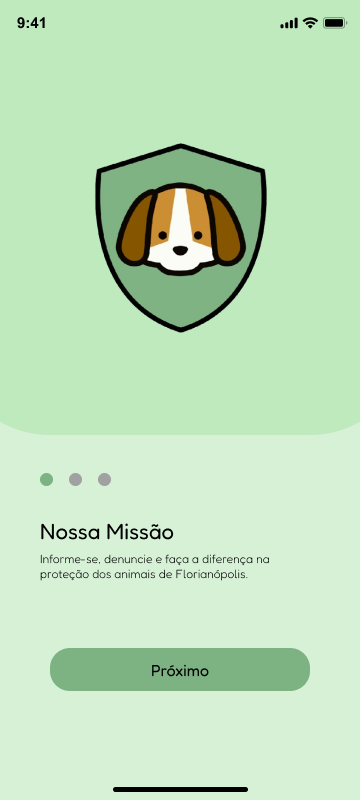 9:41
Nossa Missão
Informe-se, denuncie e faça a diferença na
proteção dos animais de Florianópolis.
Próximo